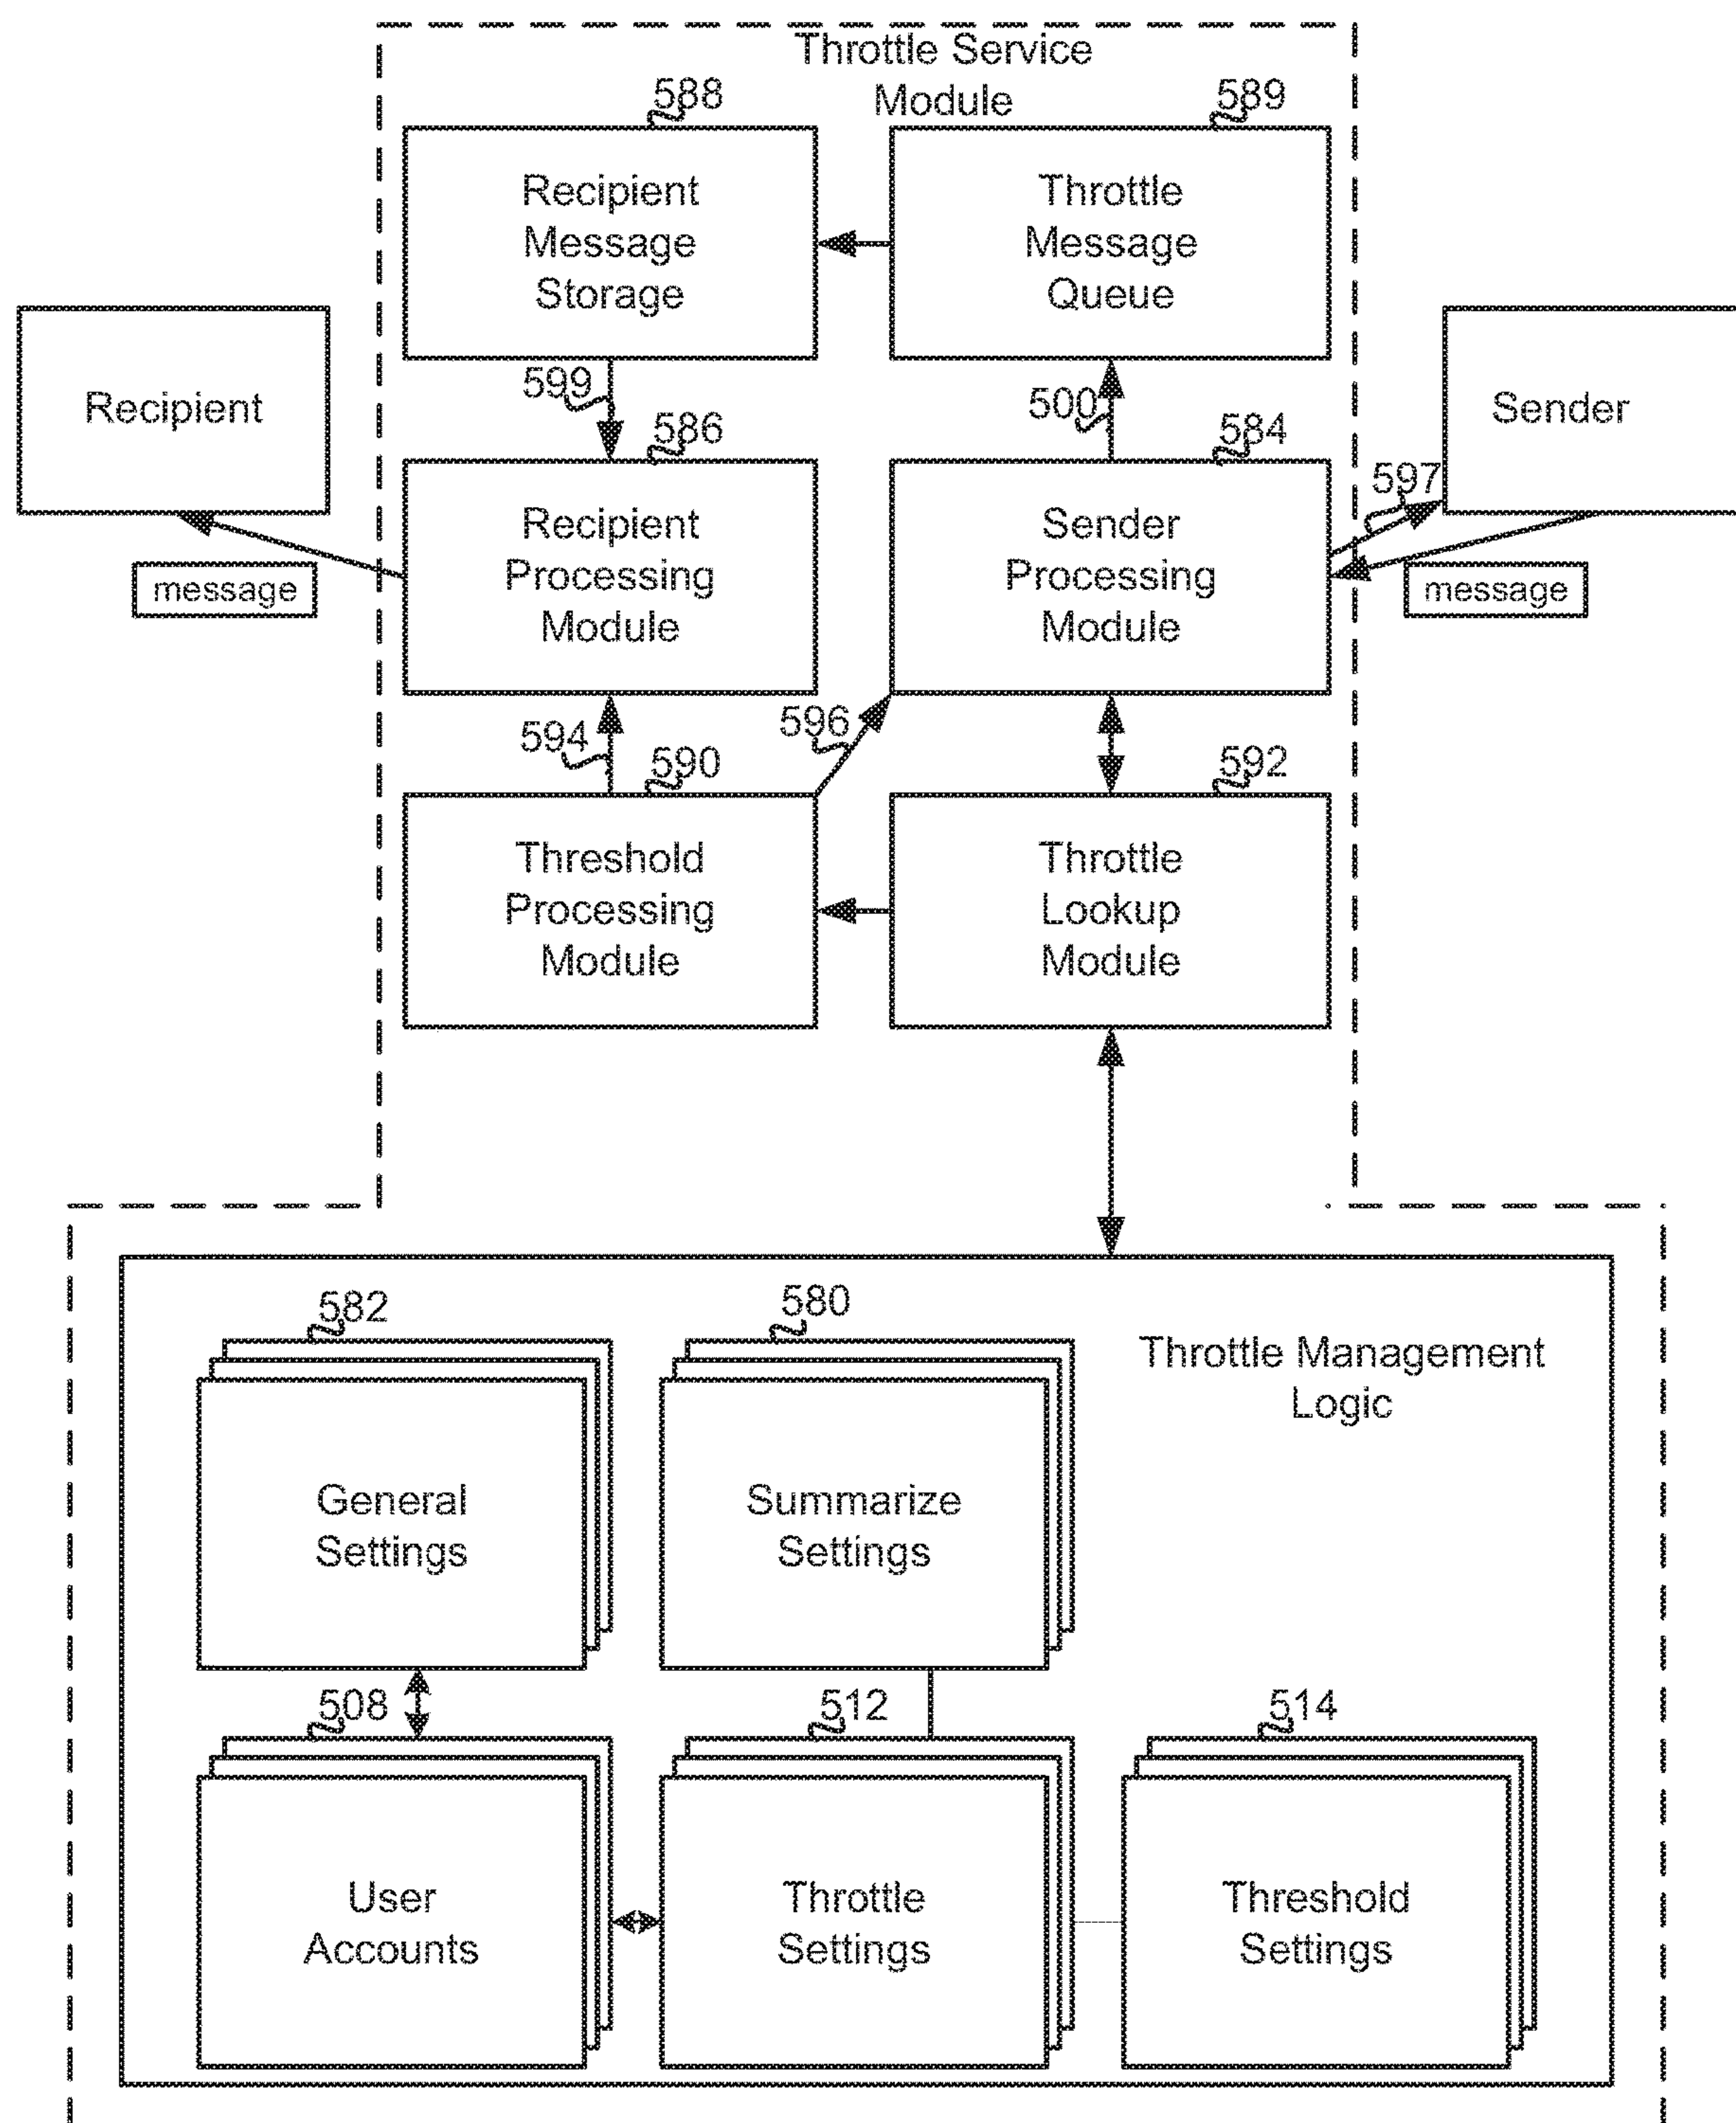 Throttle Service
Module
588
589
Recipient
Message
Storage
Throttle
Message
Queue
Recipient
Sender
599
500
586
584
597
Recipient
Processing
Module
Sender
Processing
Module
message
message
594
596
590
592
Threshold
Processing
Module
Throttle
Lookup
Module
582
580
Throttle Management
Logic
General
Settings
Summarize
Settings
508
512
514
User
Accounts
Throttle
Settings
Threshold
Settings